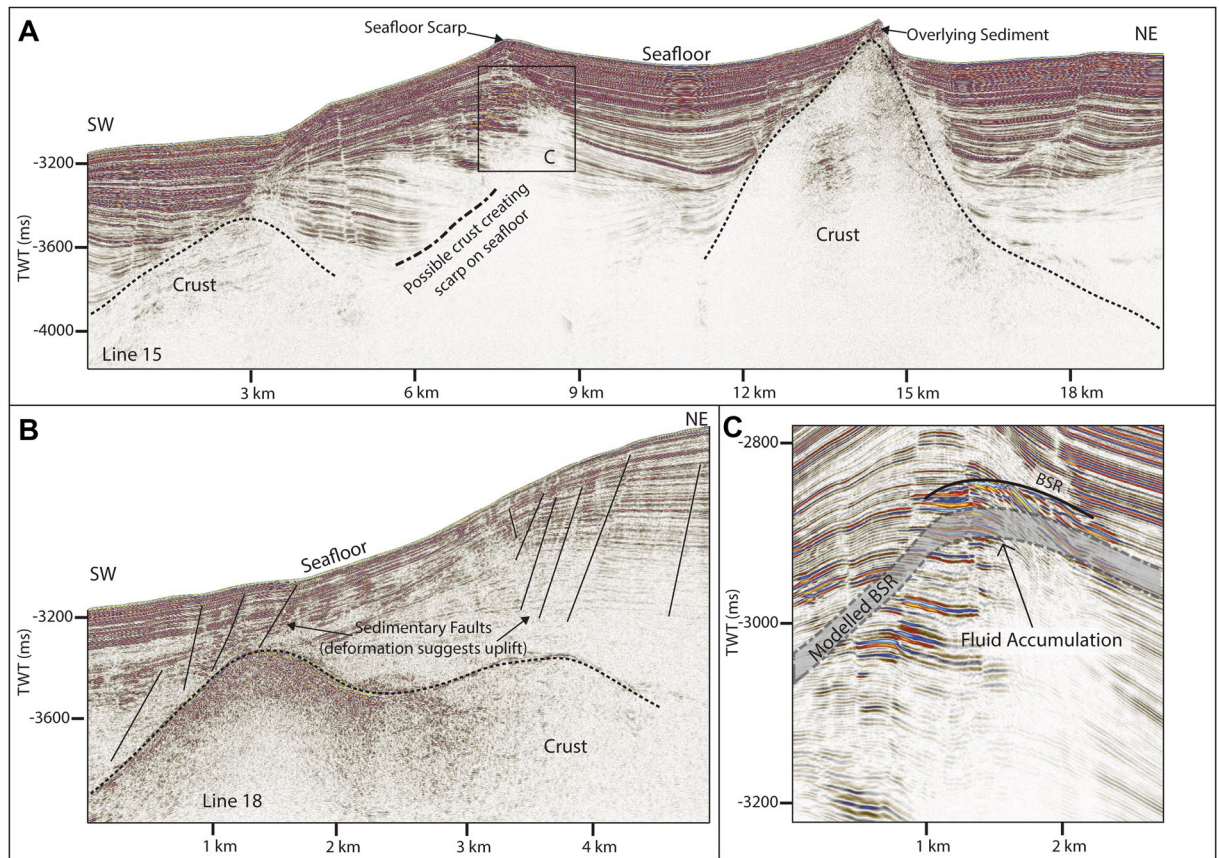 A
Seafloor Scarp
Seafloor
Overlying Sediment
NE
SW
C
-3200
-3600
-4000
TWT (ms)
Crust
Possible crust creating
scarp on seafloor
Crust
Line 15
3 km
6 km
9 km
12 km
15 km
18 km
B
NE
SW
Seafloor
-3200
-3600
TWT (ms)
Sedimentary Faults
(deformation suggests uplift)
Crust
Line 18
1 km
2 km
3 km
4 km
C
-2800
-3000
-3200
TWT (ms)
BSR
Modelled BSR
Fluid Accumulation
1 km
2 km